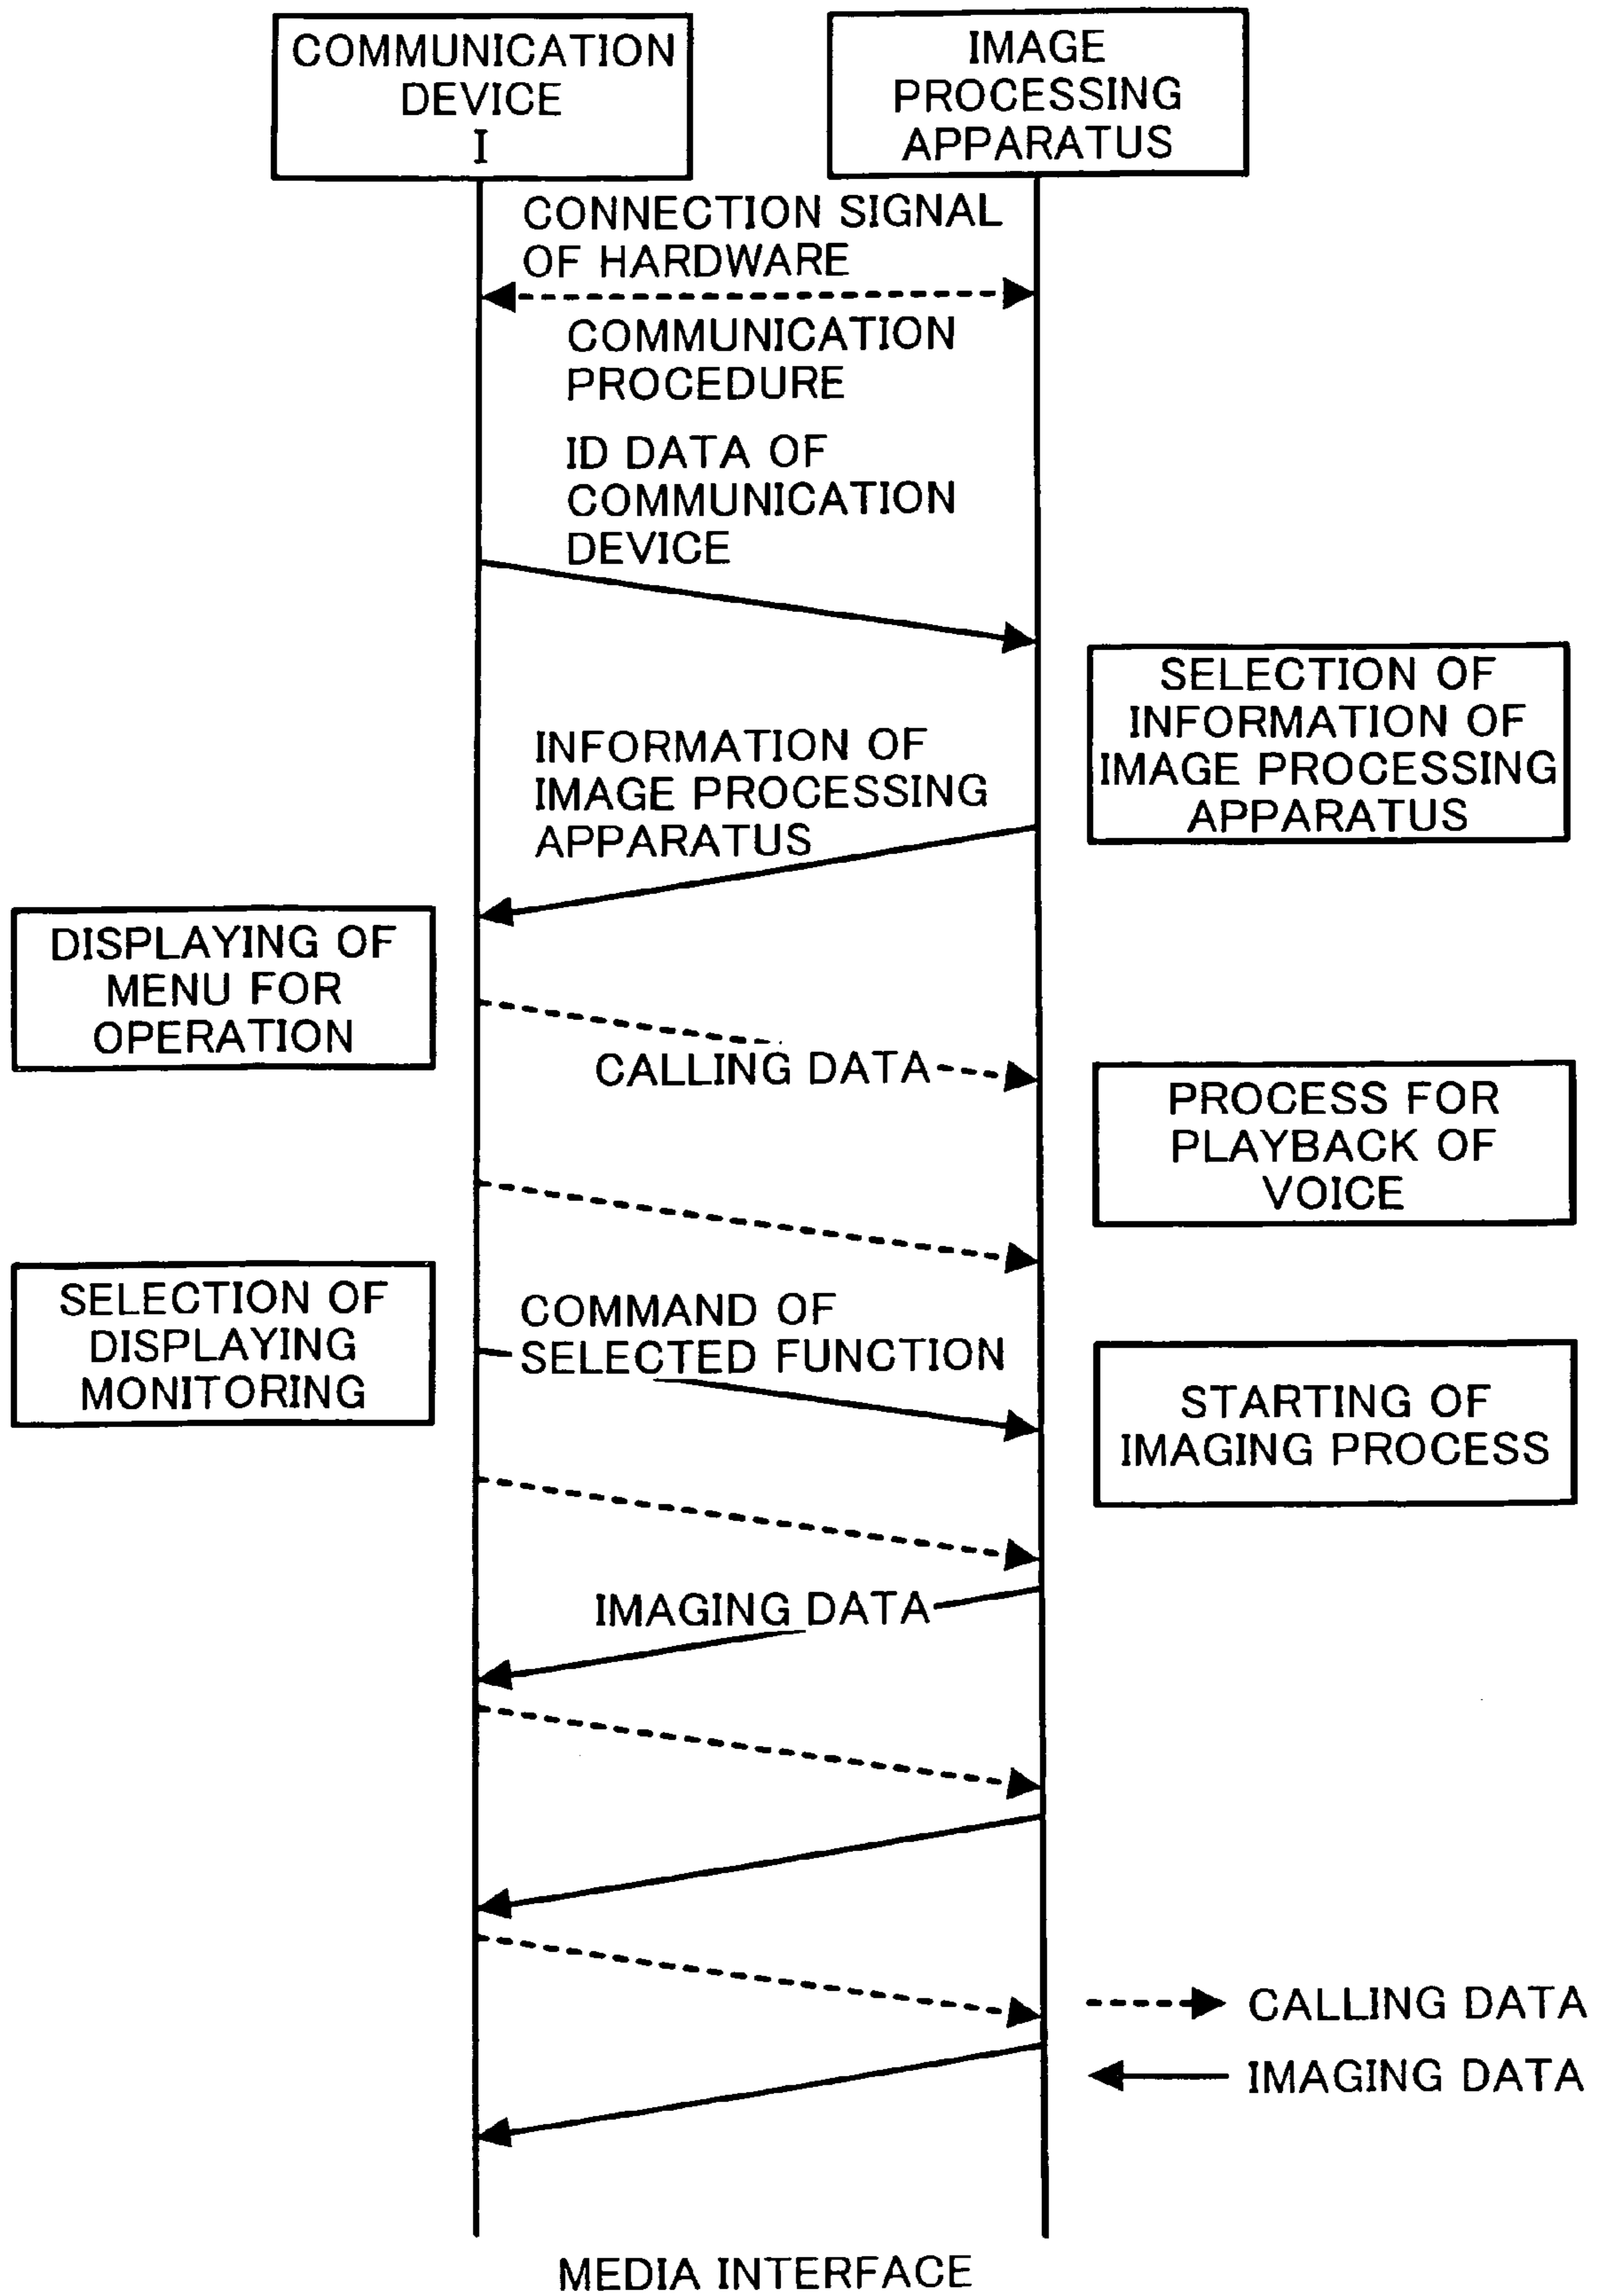 COMMUNICATION
DEVICE
I
IMAGE
PROCESSING
APPARATUS
CONNECTION SIGNAL
OF HARDWARE
COMMUNICATION
PROCEDURE
ID DATA OF
COMMUNICATION
DEVICE
SELECTION OF
INFORMATION OF
IMAGE PROCESSING
APPARATUS
INFORMATION OF
IMAGE PROCESSING
APPARATUS
DISPLAYING OF
MENU FOR
OPERATION
CALLING DATA
PROCESS FOR
PLAYBACK OF
VOICE
SELECTION OF
DISPLAYING
MONITORING
COMMAND OF
SELECTED FUNCTION
STARTING OF
IMAGING PROCESS
IMAGING DATA
CALLING DATA
IMAGING DATA
MEDIA INTERFACE